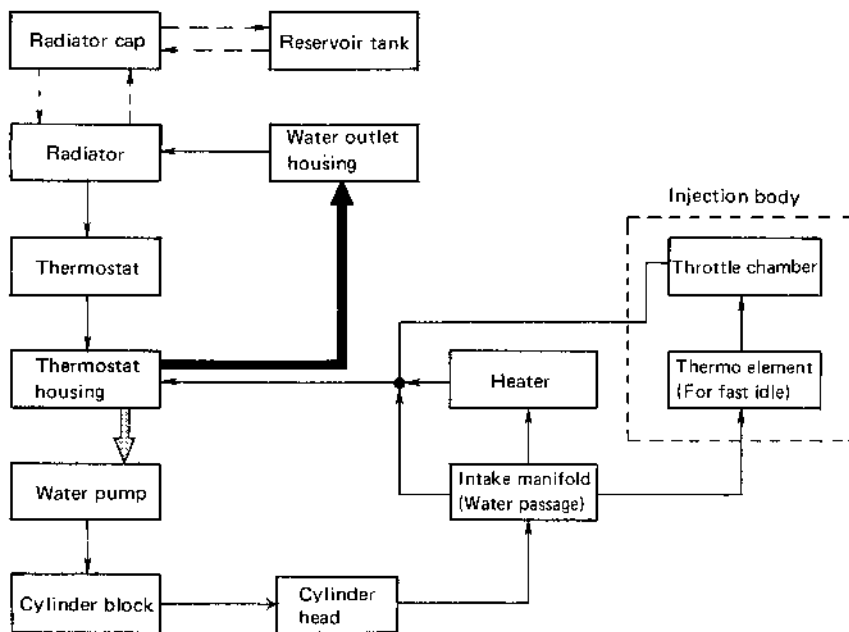 Radiator cap
Reservoir tank
Radiator
Water outlet
housing
Injection body
Thermostat
Throttle chamber
Thermostat
housing
Heater
Thermo element
(For fast idle)
Water pump
Intake manifold
(Water passage)
Cylinder block
Cylinder
head